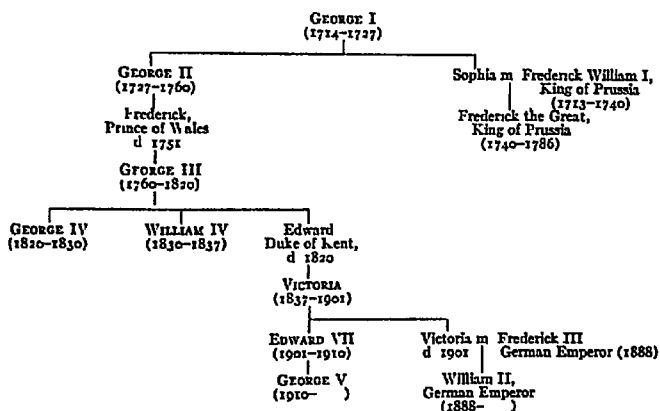 GEORGE I
(1714–1727)
GEORGE II
(1727–1760)
Sophia m Frederick William I,
King of Prussia
(1713–1740)
Frederick,
Prince of Wales
d 1751
Frederick the Great,
King of Prussia
(1740–1786)
GEORGE III
(1760–1820)
GEORGE IV
(1820–1830)
WILLIAM IV
(1830–1837)
Edward
Duke of Kent,
d 1820
VICTORIA
(1837–1901)
EDWARD VII
(1901–1910)
Victoria m Frederick III
d 1901 German Emperor (1888)
GEORGE V
(1910– )
William II,
German Emperor
(1888– )